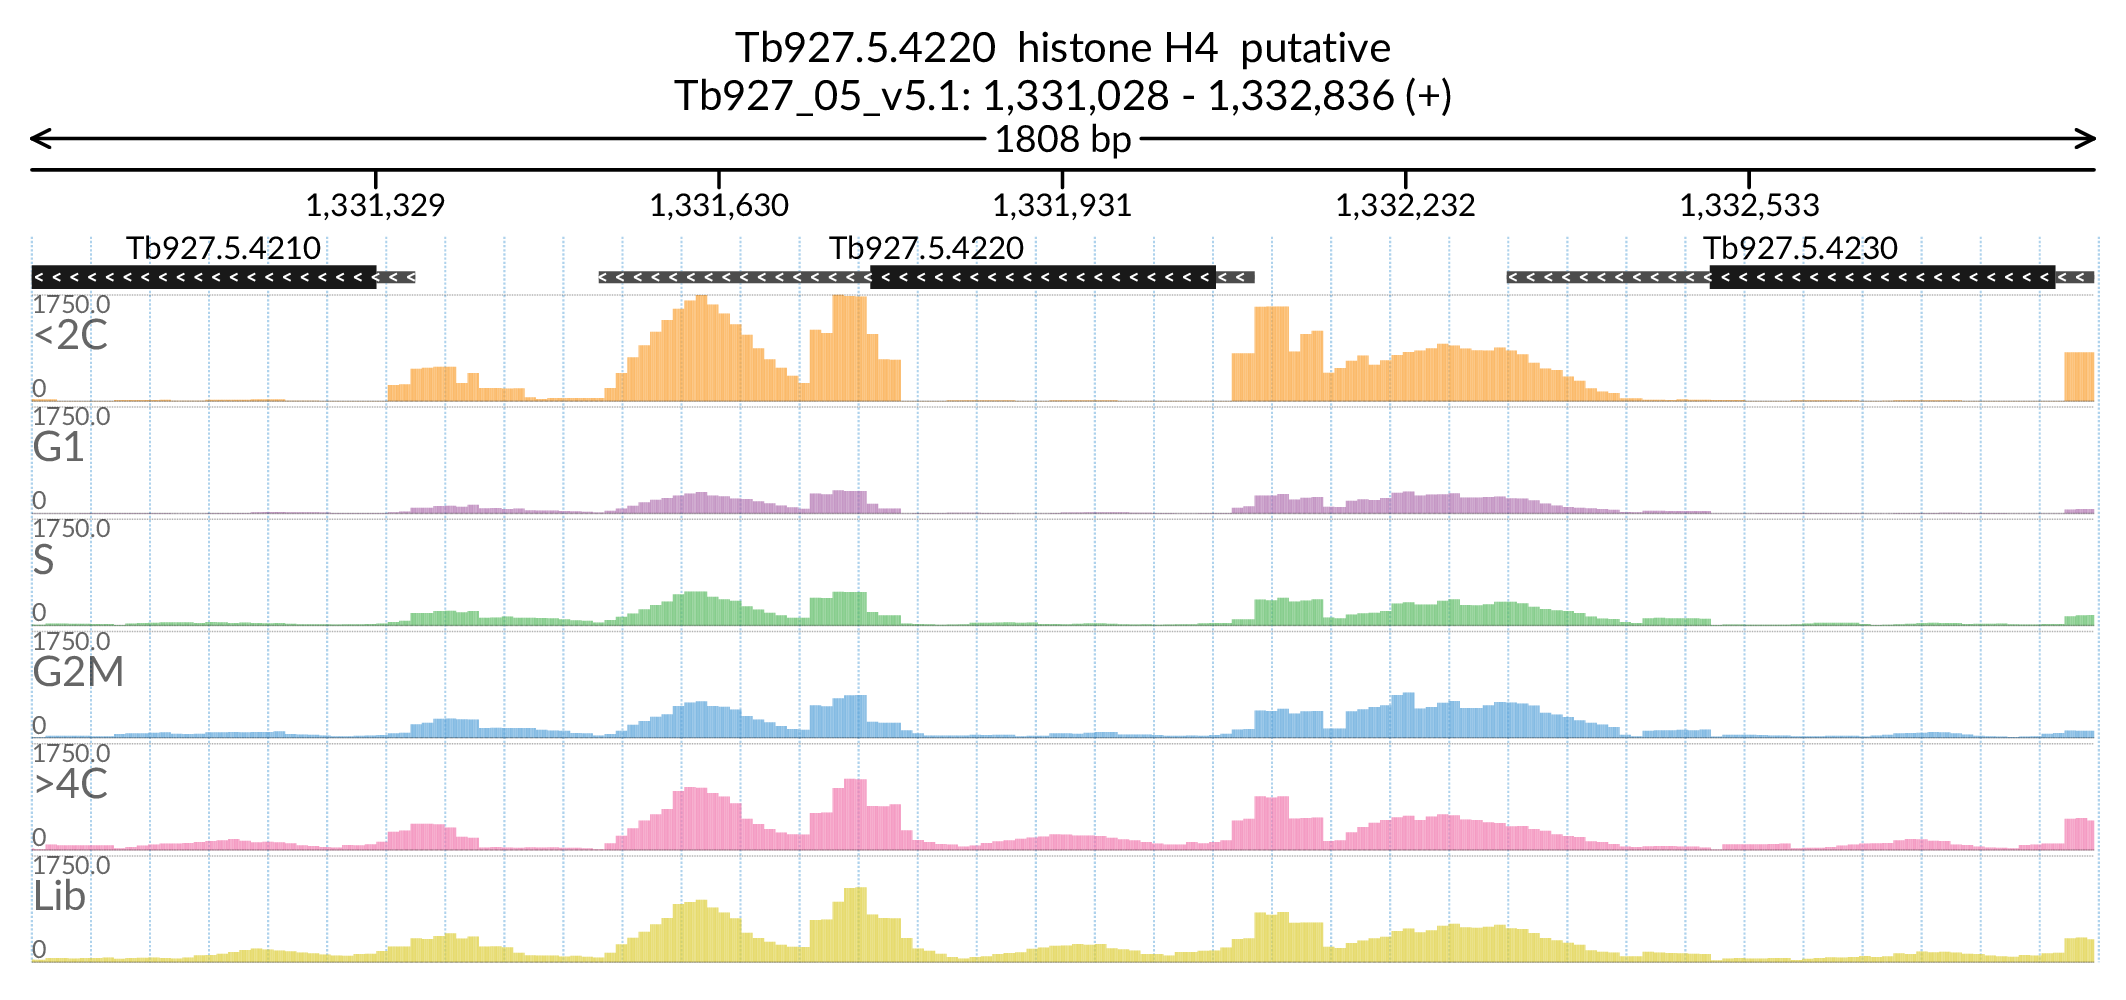 Tb927.5.4220  histone H4  putative
Tb927_05_v5.1: 1,331,028 - 1,332,836 (+)
1808 bp
1,331,329 1,331,630 1,331,931 1,332,232 1,332,533
Tb927.5.4210 Tb927.5.4220 Tb927.5.4230
1750.0
<2C
0
1750.0
G1
0
1750.0
S
0
1750.0
G2M
0
1750.0
>4C
0
1750.0
Lib
0